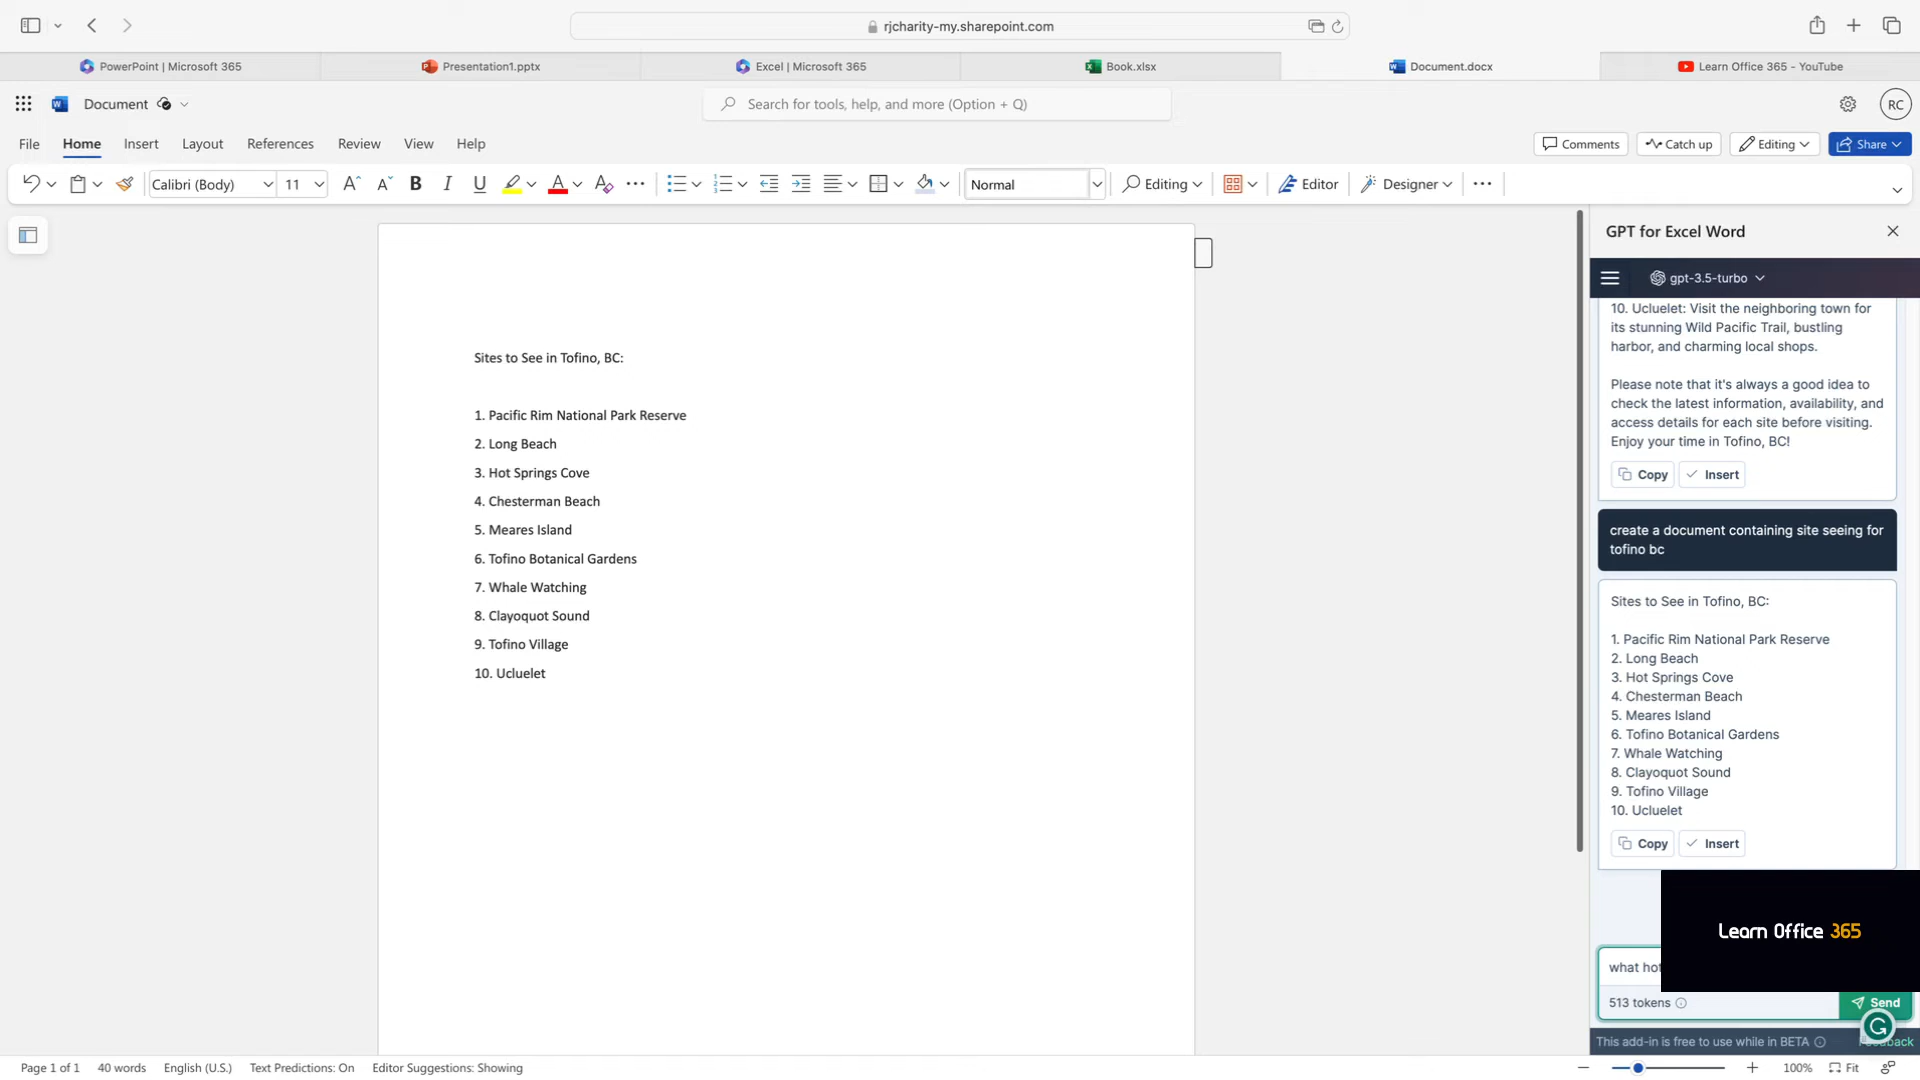 rjcharity-my.sharepoint.com
PowerPoint | Microsoft 365
Presentation1.pptx
Excel | Microsoft 365
Book.xlsx
Document.docx
Learn Office 365 - YouTube
Document
Search for tools, help, and more (Option + Q)
RC
File Home Insert Layout References Review View Help
Comments Catch up Editing Share
Calibri (Body) 11 A A B I U A A Normal Editing Editor Designer
GPT for Excel Word
gpt-3.5-turbo
10. Ucluelet: Visit the neighboring town for
its stunning Wild Pacific Trail, bustling
harbor, and charming local shops.
Please note that it's always a good idea to
check the latest information, availability, and
access details for each site before visiting.
Enjoy your time in Tofino, BC!
Copy Insert
create a document containing site seeing for
tofino bc
Sites to See in Tofino, BC:
1. Pacific Rim National Park Reserve
2. Long Beach
3. Hot Springs Cove
4. Chesterman Beach
5. Meares Island
6. Tofino Botanical Gardens
7. Whale Watching
8. Clayoquot Sound
9. Tofino Village
10. Ucluelet
Copy Insert
Sites to See in Tofino, BC:
1. Pacific Rim National Park Reserve
2. Long Beach
3. Hot Springs Cove
4. Chesterman Beach
5. Meares Island
6. Tofino Botanical Gardens
7. Whale Watching
8. Clayoquot Sound
9. Tofino Village
10. Ucluelet
Learn Office 365
what hot
513 tokens
Send
This add-in is free to use while in BETA
Feedback
Page 1 of 1 40 words English (U.S.) Text Predictions: On Editor Suggestions: Showing
100% Fit